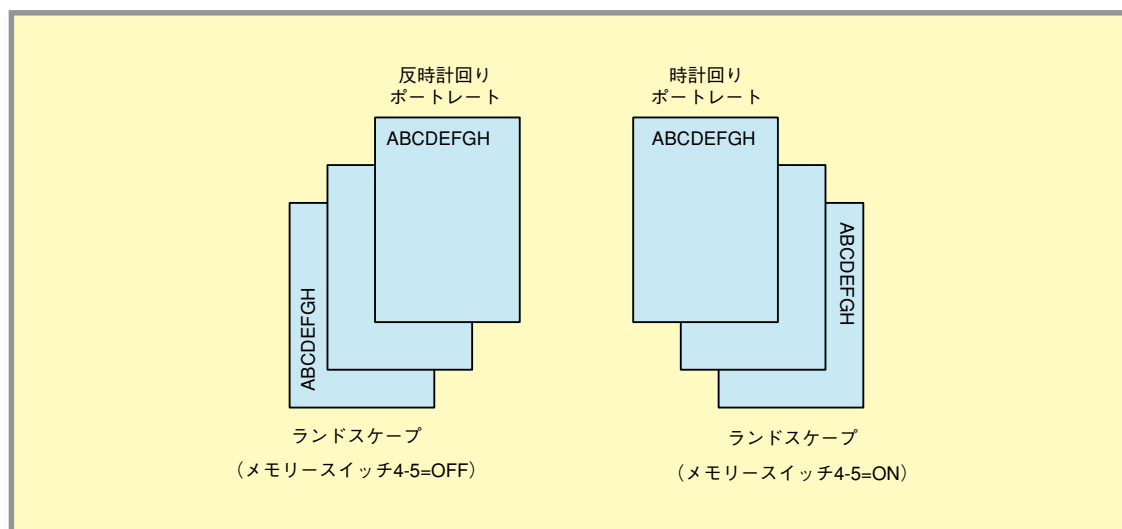 反時計回り
ポートレート
ABCDEFGH
ABCDEFGH
ランドスケープ
（メモリースイッチ4-5=OFF）
時計回り
ポートレート
ABCDEFGH
ABCDEFGH
ランドスケープ
（メモリースイッチ4-5=ON）